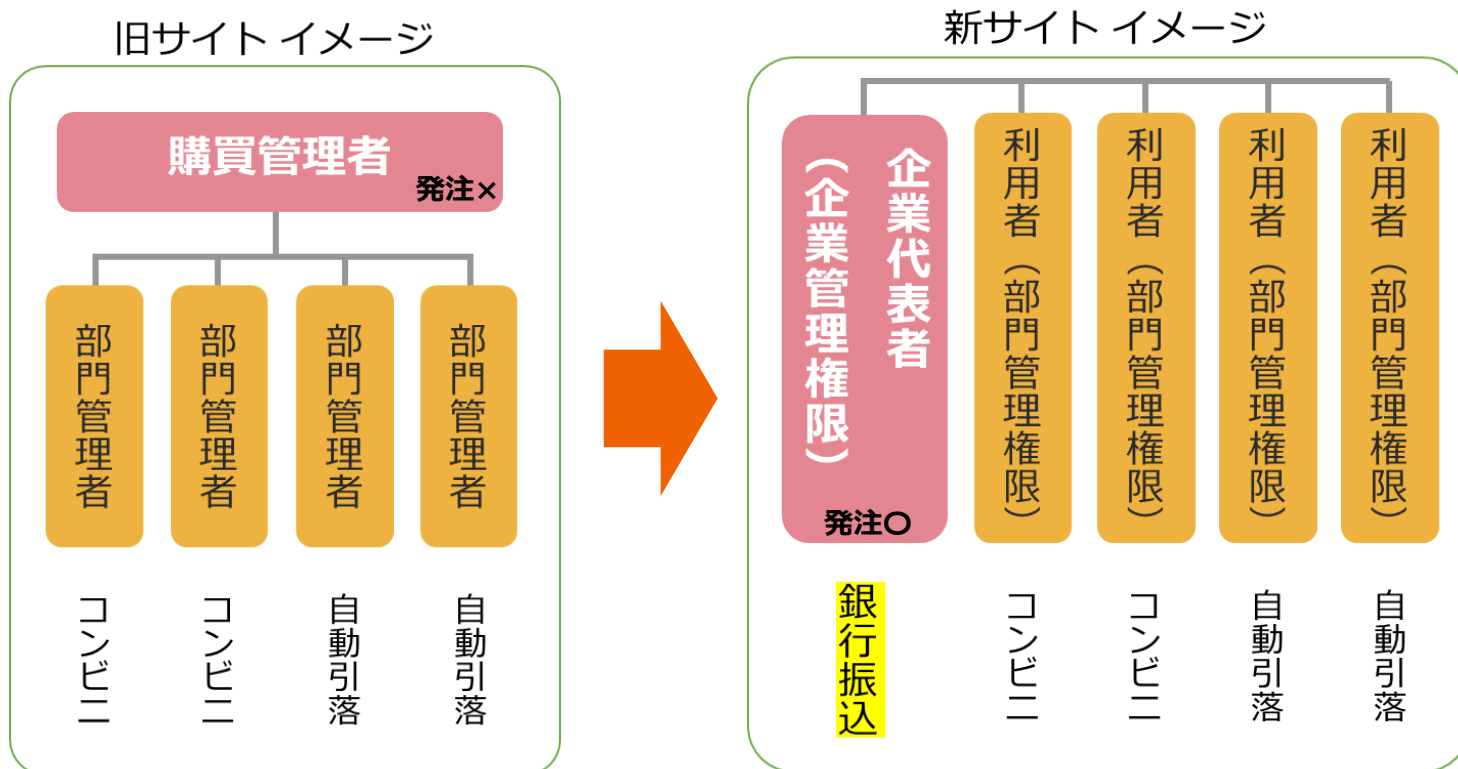 旧サイト イメージ
購買管理者
発注×
部門管理者
部門管理者
部門管理者
部門管理者
コンビニ
コンビニ
自動引落
自動引落
新サイト イメージ
企業代表者
（企業管理権限）
発注〇
利用者（部門管理権限）
利用者（部門管理権限）
利用者（部門管理権限）
利用者（部門管理権限）
銀行振込
コンビニ
コンビニ
自動引落
自動引落